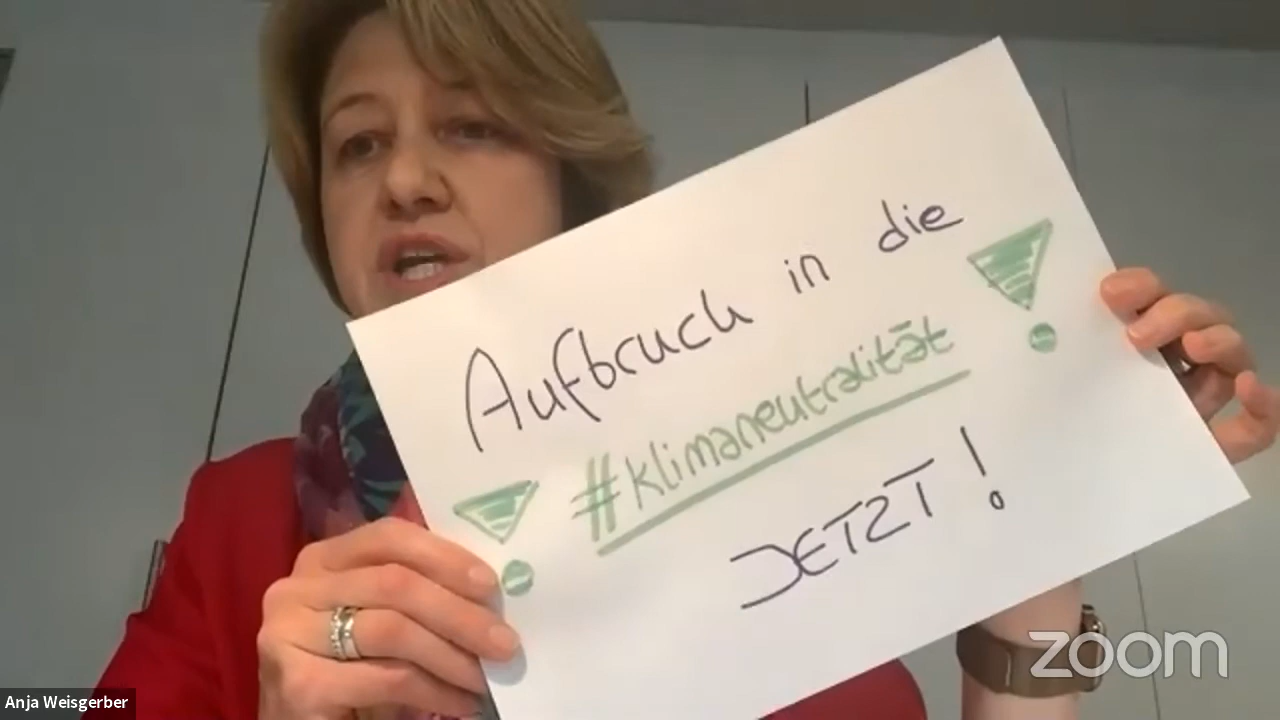 Aufbruch in die
#klimaneutralität
JETZT!
zoom
Anja Weisgerber